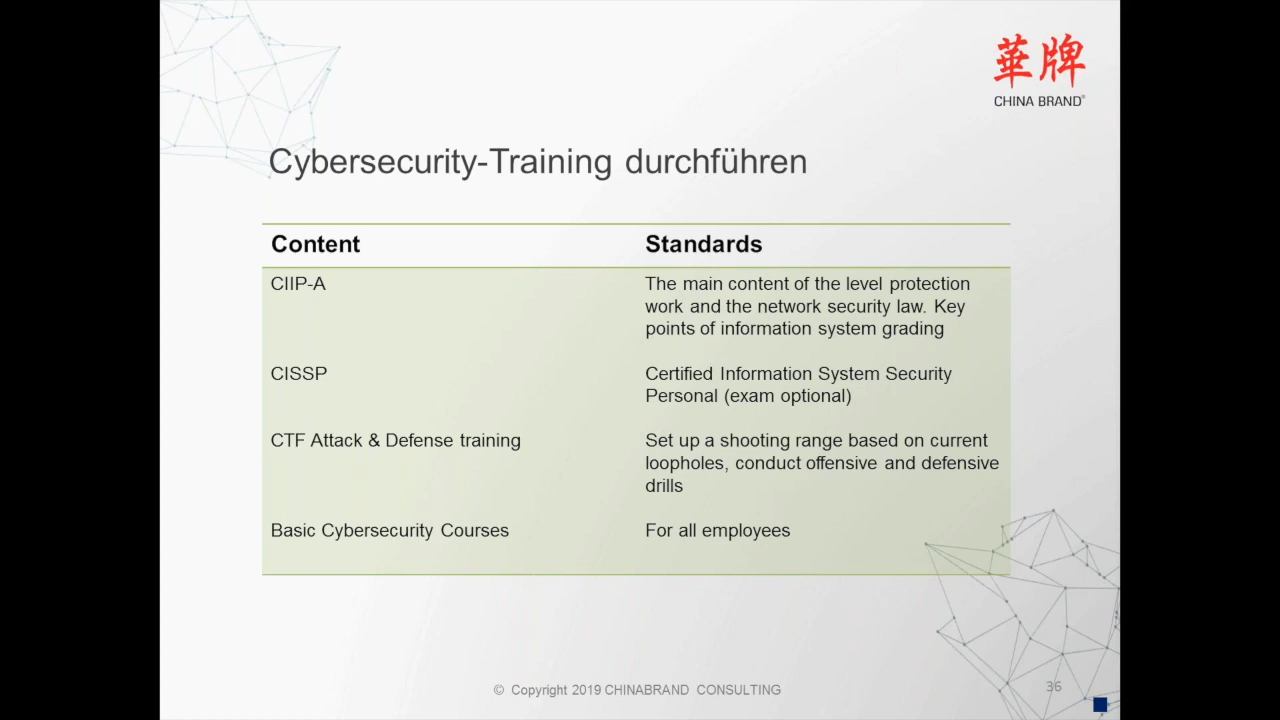 華牌
CHINA BRAND®
Cybersecurity-Training durchführen
Content Standards
CIIP-A The main content of the level protection
work and the network security law. Key
points of information system grading
CISSP Certified Information System Security
Personal (exam optional)
CTF Attack & Defense training Set up a shooting range based on current
loopholes, conduct offensive and defensive
drills
Basic Cybersecurity Courses For all employees
© Copyright 2019 CHINABRAND CONSULTING
36